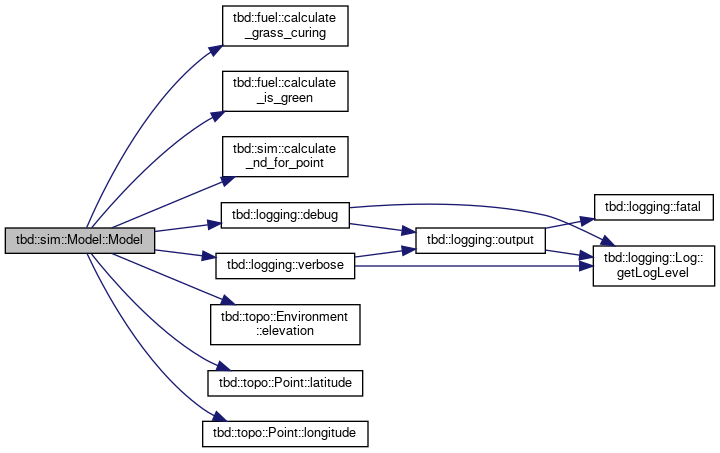 tbd::fuel::calculate
_grass_curing
tbd::fuel::calculate
_is_green
tbd::sim::calculate
_nd_for_point
tbd::sim::Model::Model
tbd::logging::debug
tbd::logging::verbose
tbd::logging::output
tbd::logging::fatal
tbd::logging::Log::
getLogLevel
tbd::topo::Environment
::elevation
tbd::topo::Point::latitude
tbd::topo::Point::longitude